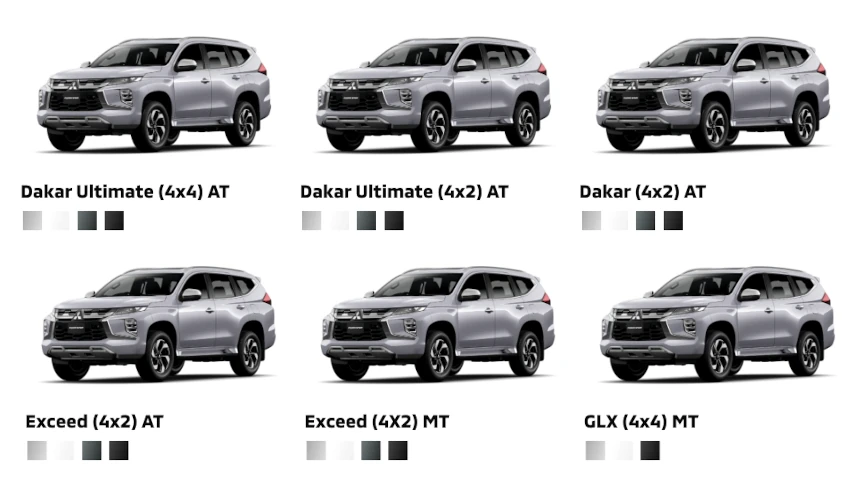 Dakar Ultimate (4x4) AT
Dakar Ultimate (4x2) AT
Dakar (4x2) AT
Exceed (4x2) AT
Exceed (4X2) MT
GLX (4x4) MT